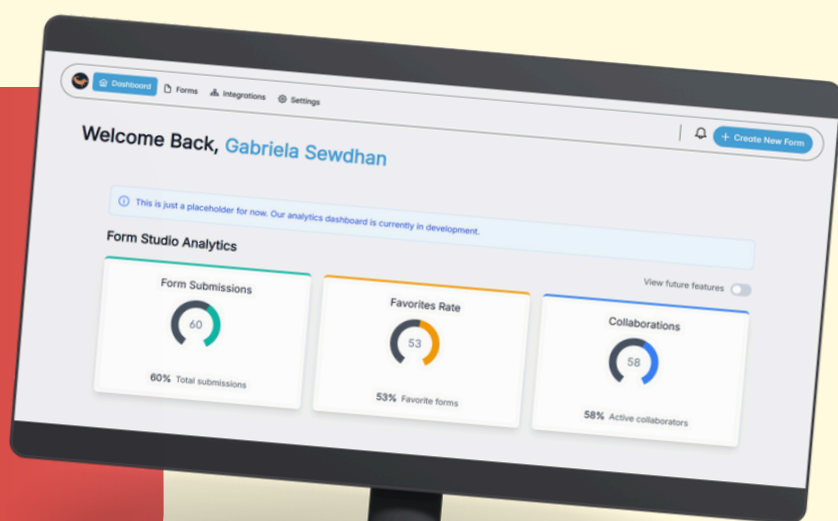 Dashboard
Forms
Integrations
Settings
Create New Form
Welcome Back, Gabriela Sewdhan
This is just a placeholder for now. Our analytics dashboard is currently in development.
Form Studio Analytics
View future features
Form Submissions
60
60% Total submissions
Favorites Rate
53
53% Favorite forms
Collaborations
58
58% Active collaborators